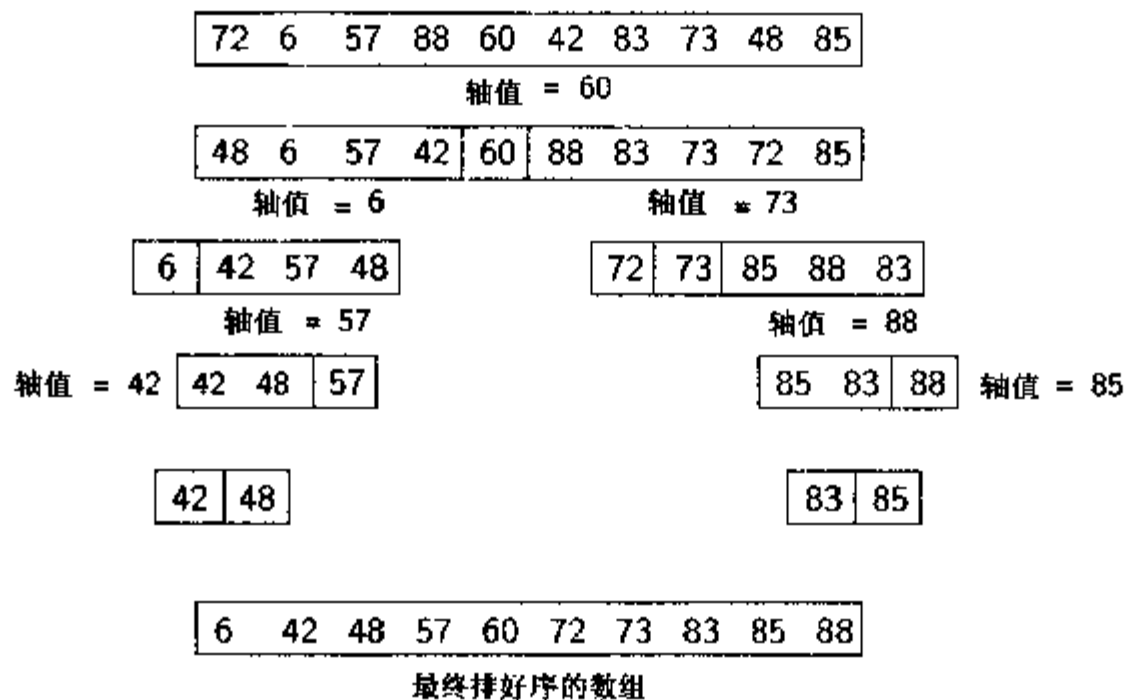 72 6 57 88 60 42 83 73 48 85
轴值 = 60
48 6 57 42 60 88 83 73 72 85
轴值 = 6 轴值 = 73
6 42 57 48 72 73 85 88 83
轴值 = 57 轴值 = 88
轴值 = 42 42 48 57 85 83 88 轴值 = 85
42 48 83 85
6 42 48 57 60 72 73 83 85 88
最终排好序的数组